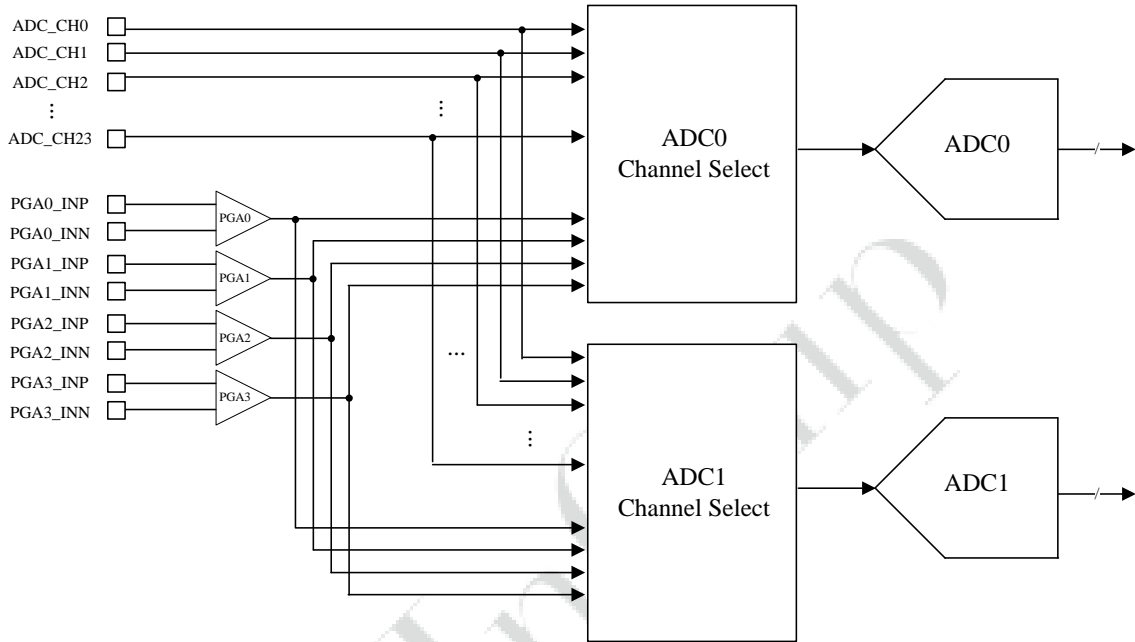 ADC_CH0
ADC_CH1
ADC_CH2
...
ADC_CH23
...
PGA0_INP
PGA0_INN
PGA1_INP
PGA1_INN
PGA2_INP
PGA2_INN
PGA3_INP
PGA3_INN
PGA0
PGA1
PGA2
PGA3
...
...
ADC0
Channel Select
ADC0
ADC1
Channel Select
ADC1